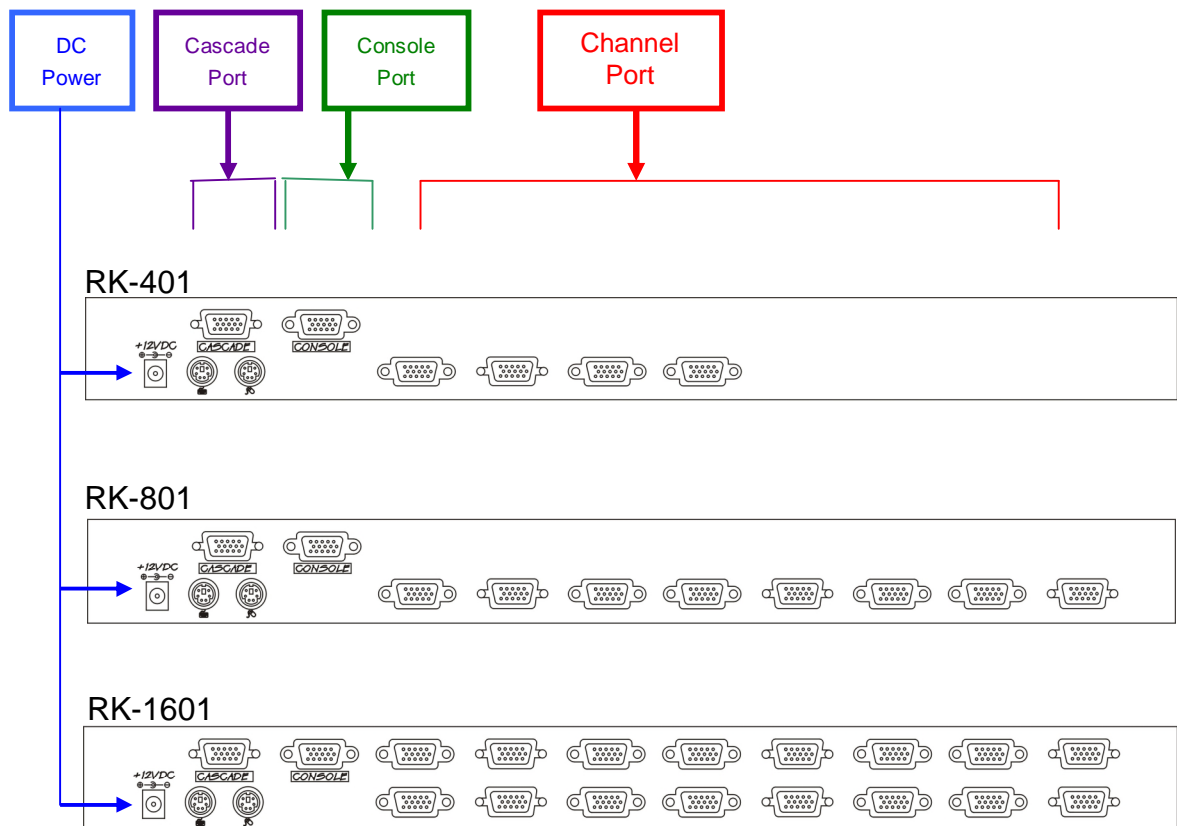 DC
Power
Cascade
Port
Console
Port
Channel
Port
RK-401
+12VDC
CASCADE
CONSOLE
RK-801
+12VDC
CASCADE
CONSOLE
RK-1601
+12VDC
CASCADE
CONSOLE